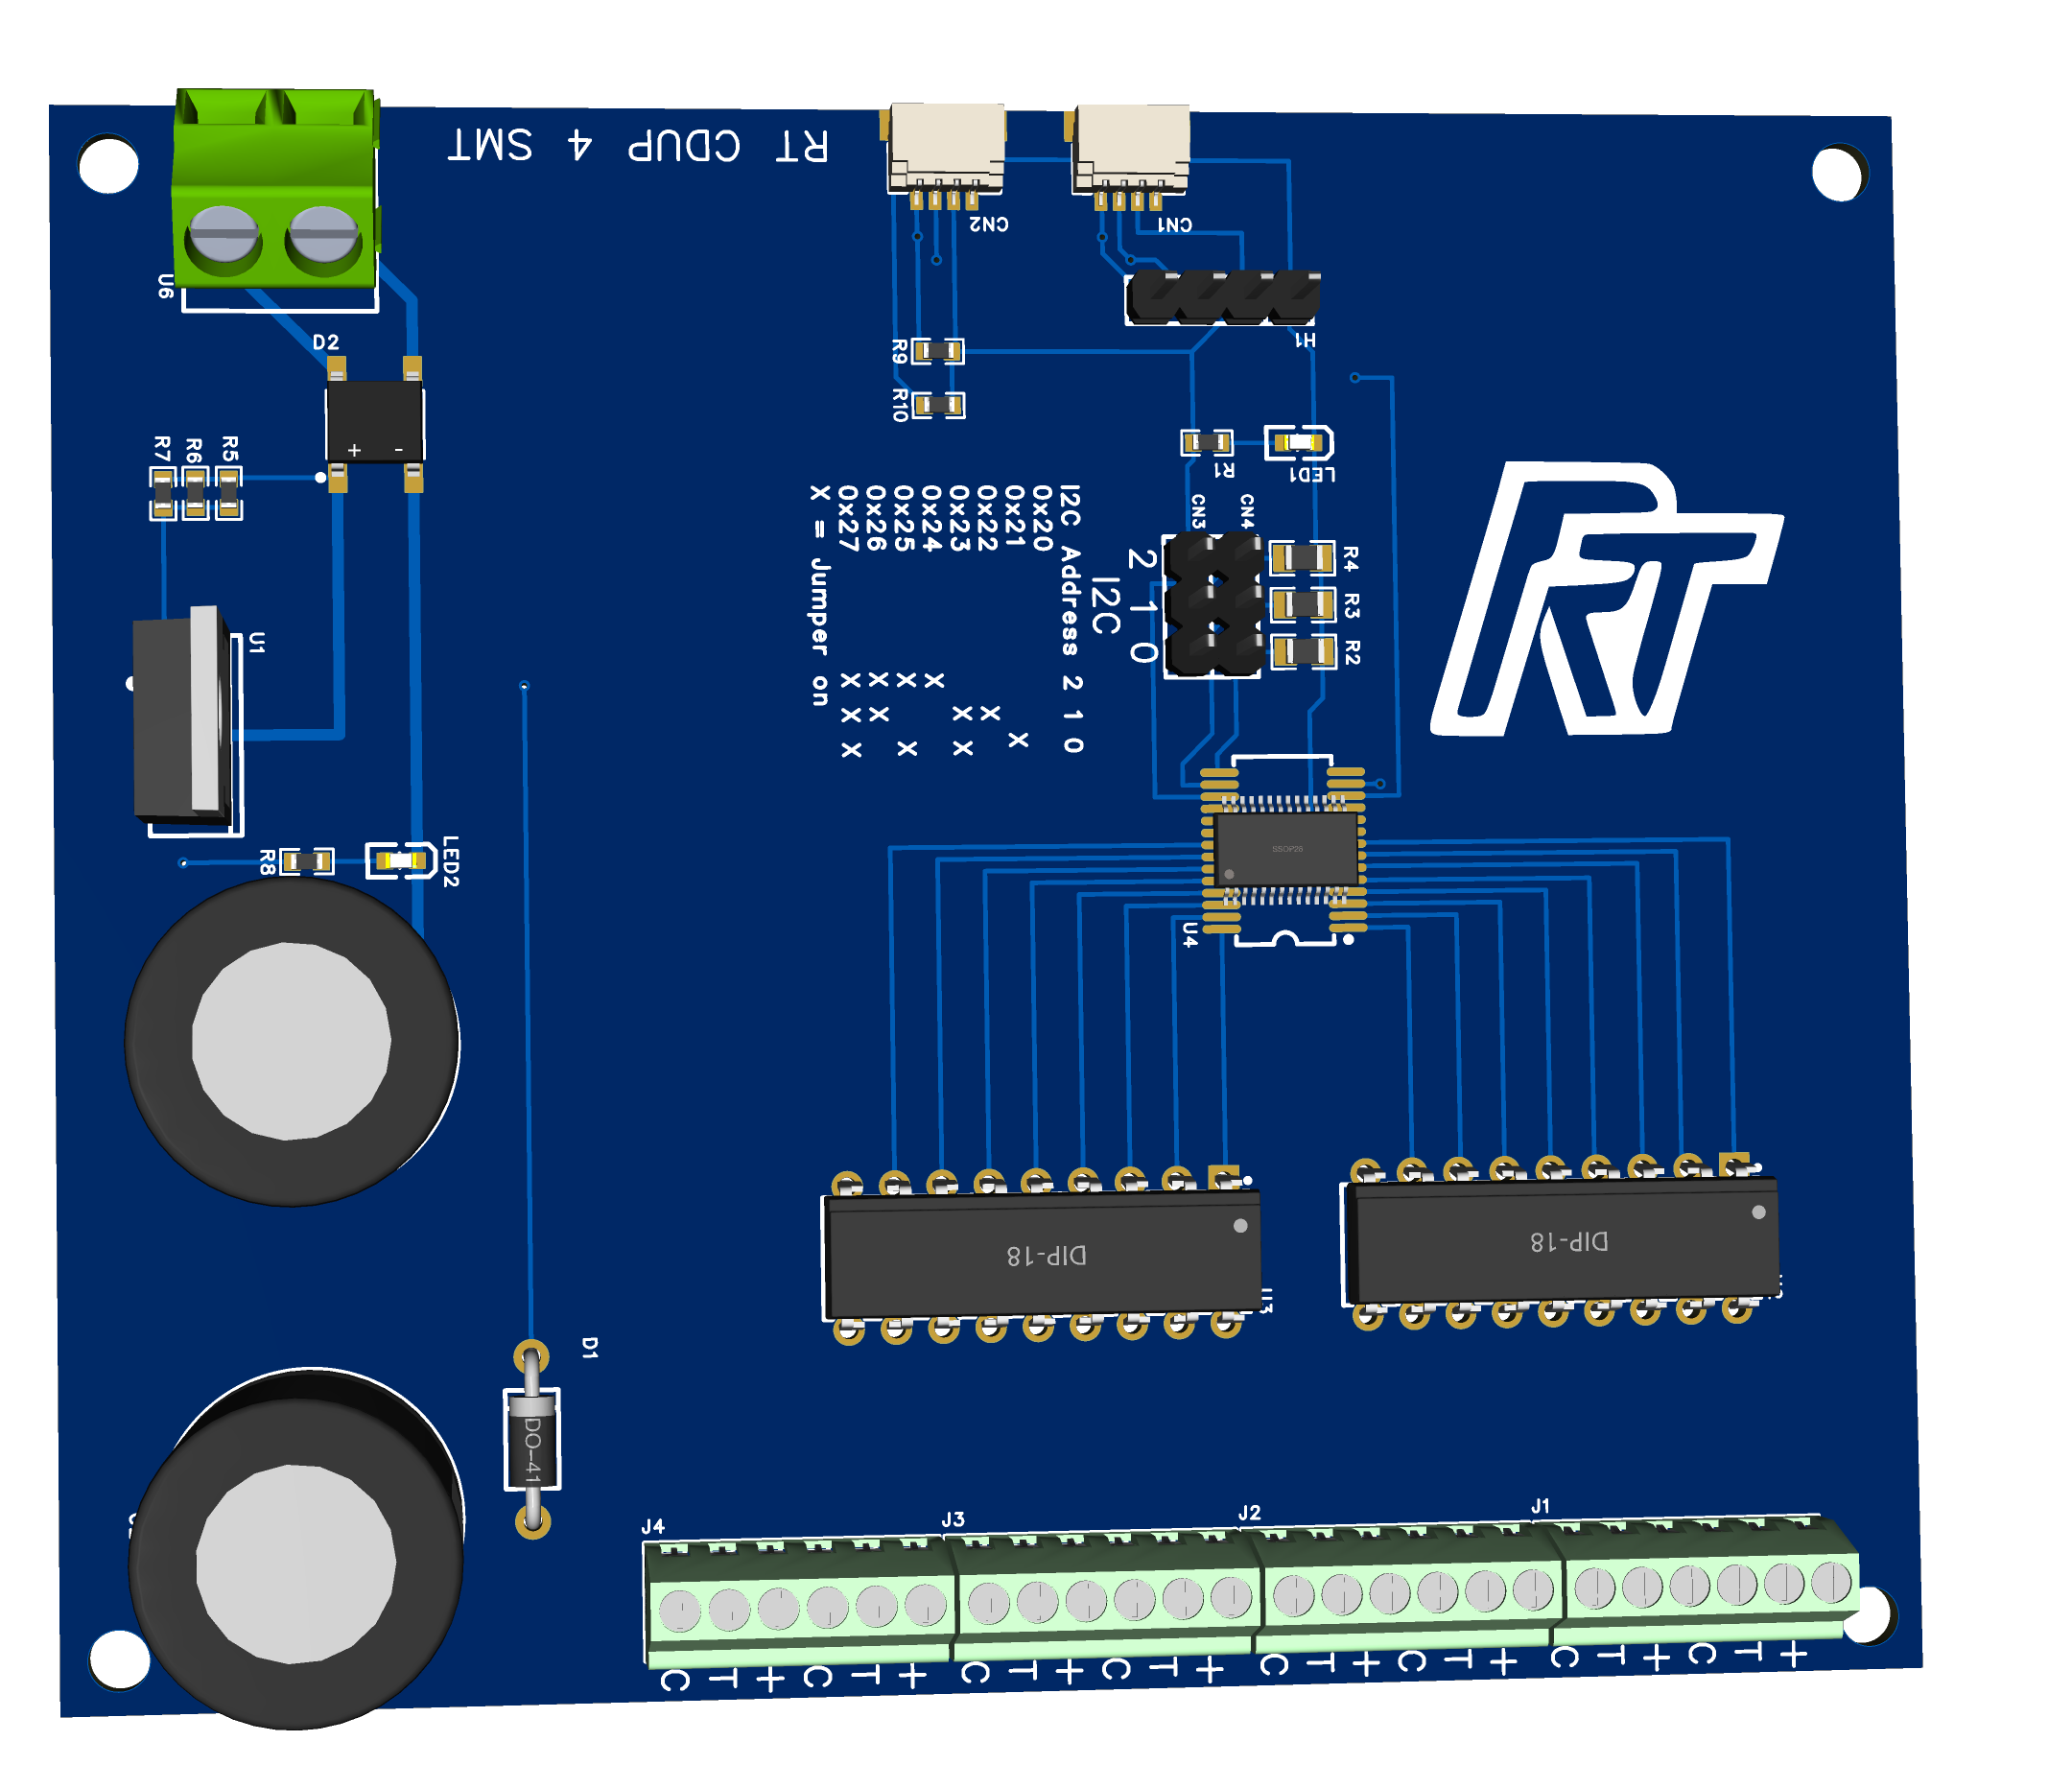 RT CDUP 4 SMT
CN2
CN1
U6
H1
D2
+ -
R9
R10
R7
R6
R5
R1
LED1
CN3
CN4
I2C Address 2 1 0
0x20
0x21 X
0x22 X
0x23 X X
0x24 X
0x25 X X
0x26 X X
0x27 X X X
X = Jumper on
I2C
2 1 0
R4
R3
R2
RT
U1
R8
LED2
SSOP28
U4
DIP-18
DIP-18
U3
D1
DO-41
J4
J3
J2
J1
C T + C T + C T + C T + C T + C T + C T + C T +